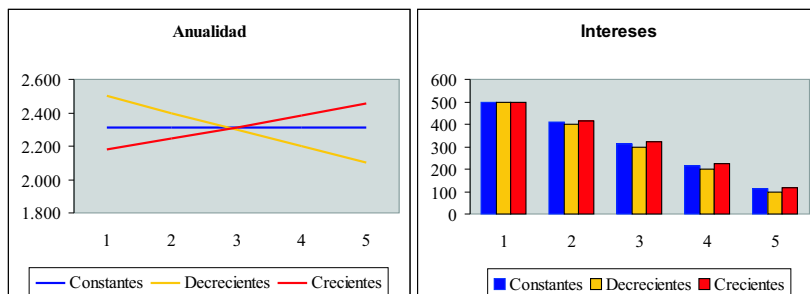 Anualidad
2.600
2.400
2.200
2.000
1.800
1 2 3 4 5
Constantes Decrecientes Crecientes
Intereses
600
500
400
300
200
100
0
1 2 3 4 5
Constantes Decrecientes Crecientes